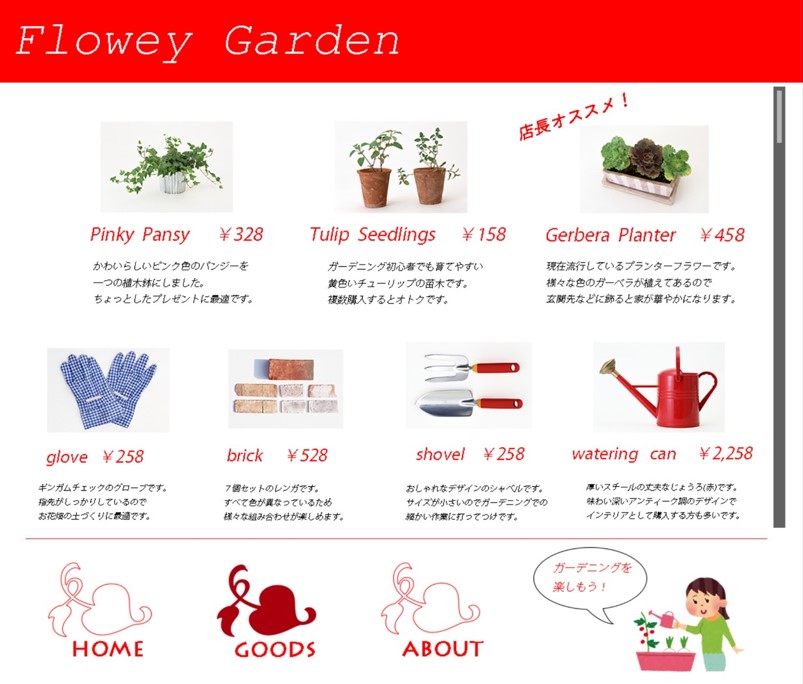 Flowey Garden
店長オススメ！
Pinky Pansy ￥328
かわいらしいピンク色のパンジーを
一つの植木鉢にしました。
ちょっとしたプレゼントに最適です。
Tulip Seedlings ￥158
ガーデニング初心者でも育てやすい
黄色いチューリップの苗木です。
複数購入するとオトクです。
Gerbera Planter ￥458
現在流行しているプランターフラワーです。
様々な色のガーベラが植えてあるので
玄関先などに飾ると家が華やかになります。
glove ￥258
ギンガムチェックのグローブです。
指先がしっかりしているので
お花畑の土づくりに最適です。
brick ￥528
７個セットのレンガです。
すべて色が異なっているため
様々な組み合わせが楽しめます。
shovel ￥258
おしゃれなデザインのシャベルです。
サイズが小さいのでガーデニングでの
細かい作業に打ってつけです。
watering can ￥2,258
厚いスチールの丈夫なじょうろ(赤)です。
味わい深いアンティーク調のデザインで
インテリアとして購入する方も多いです。
HOME
GOODS
ABOUT
ガーデニングを
楽しもう！